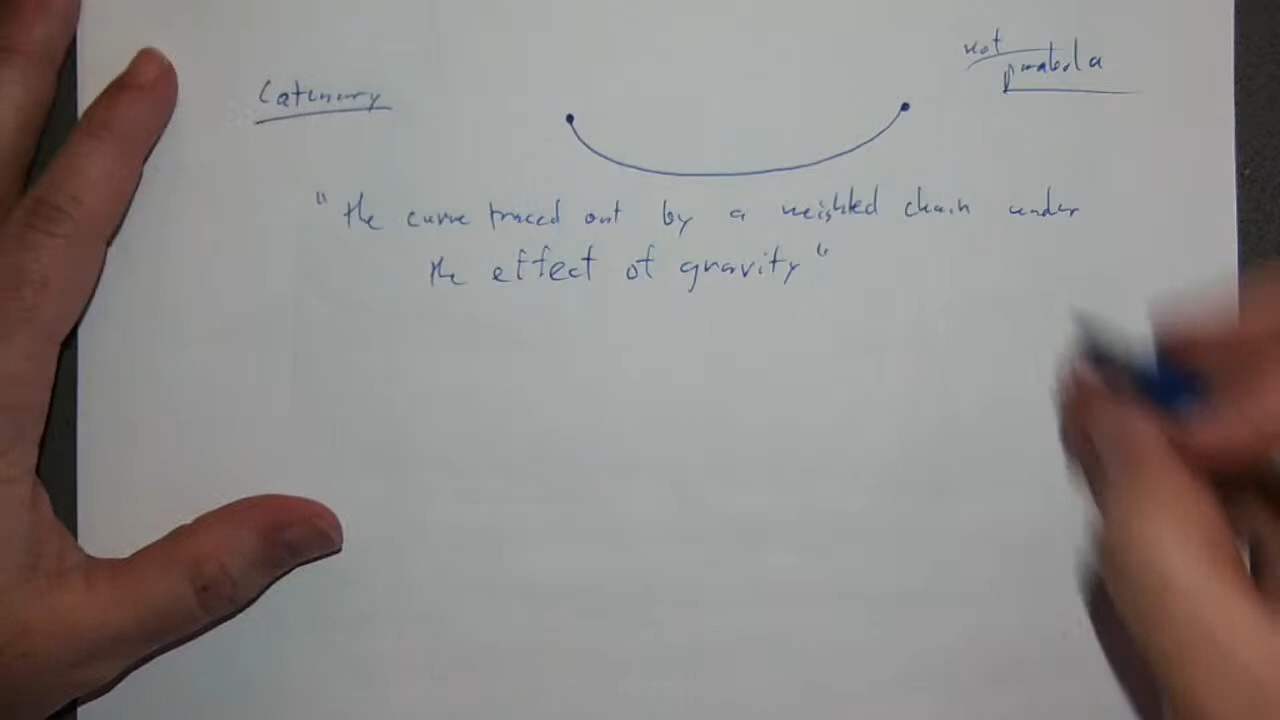 not
parabola
Catenary
"the curve traced out by a weighted chain under
the effect of gravity"